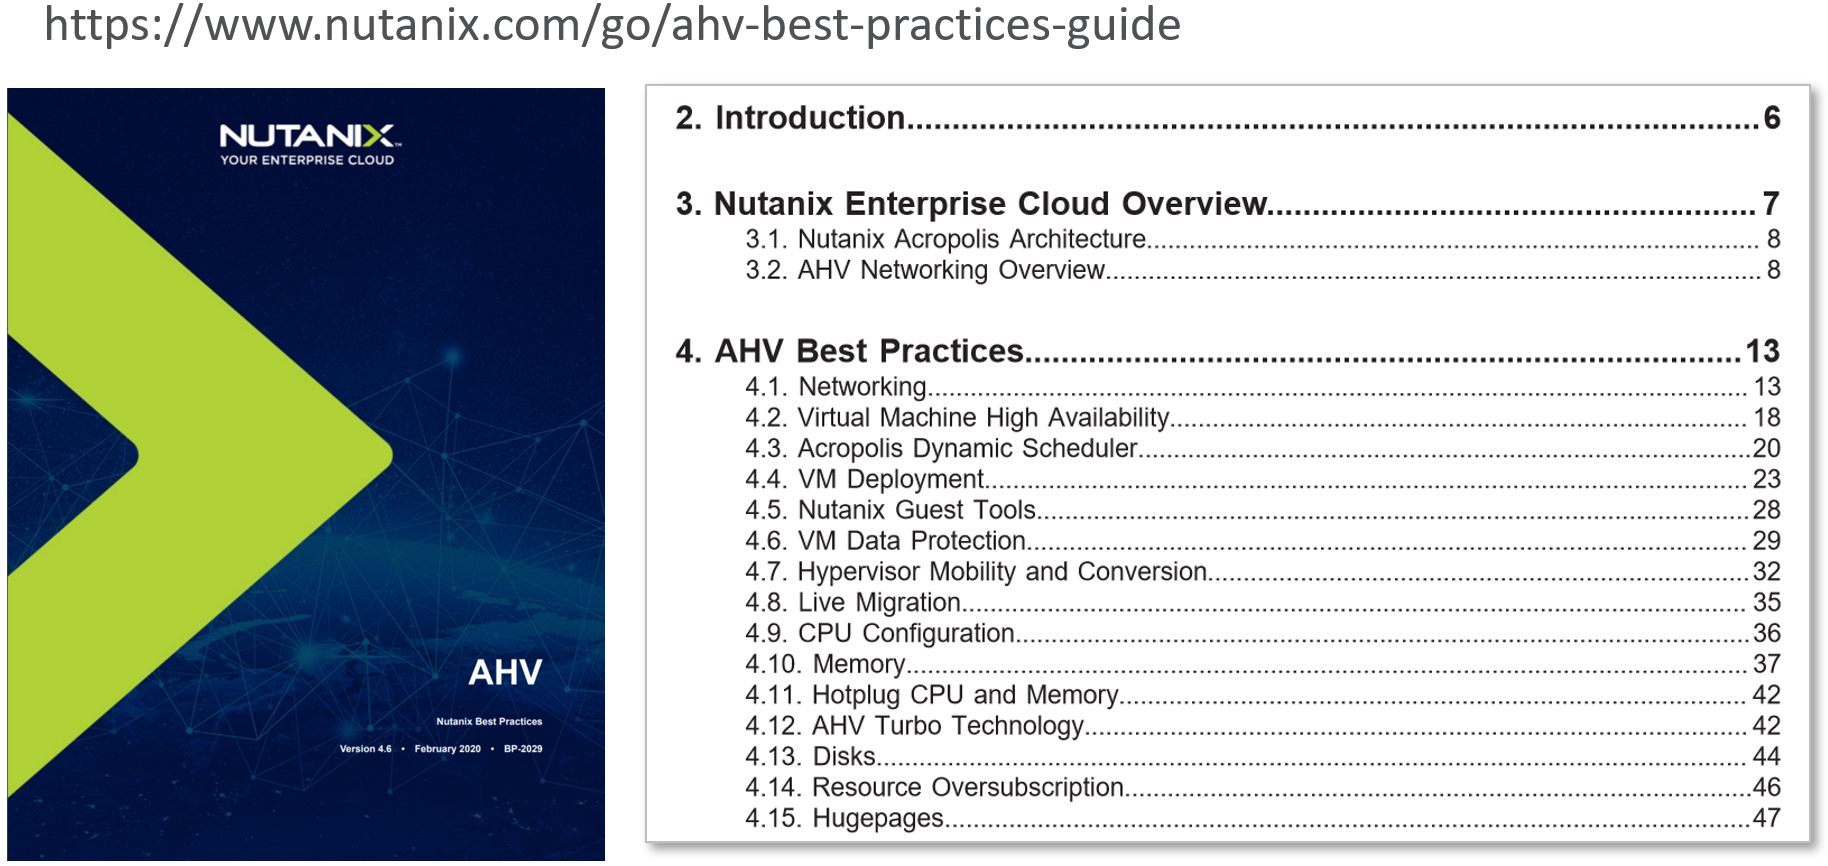 https://www.nutanix.com/go/ahv-best-practices-guide
NUTANIX™
YOUR ENTERPRISE CLOUD
AHV
Nutanix Best Practices
Version 4.6 • February 2020 • BP-2029
2. Introduction................................................................................................6
3. Nutanix Enterprise Cloud Overview...................................................... 7
3.1. Nutanix Acropolis Architecture.......................................................................................... 8
3.2. AHV Networking Overview................................................................................................ 8
4. AHV Best Practices................................................................................13
4.1. Networking........................................................................................................................ 13
4.2. Virtual Machine High Availability...................................................................................... 18
4.3. Acropolis Dynamic Scheduler...........................................................................................20
4.4. VM Deployment................................................................................................................ 23
4.5. Nutanix Guest Tools......................................................................................................... 28
4.6. VM Data Protection.......................................................................................................... 29
4.7. Hypervisor Mobility and Conversion................................................................................. 32
4.8. Live Migration................................................................................................................... 35
4.9. CPU Configuration............................................................................................................ 36
4.10. Memory........................................................................................................................... 37
4.11. Hotplug CPU and Memory.............................................................................................. 42
4.12. AHV Turbo Technology................................................................................................... 42
4.13. Disks............................................................................................................................... 44
4.14. Resource Oversubscription..............................................................................................46
4.15. Hugepages.......................................................................................................................47